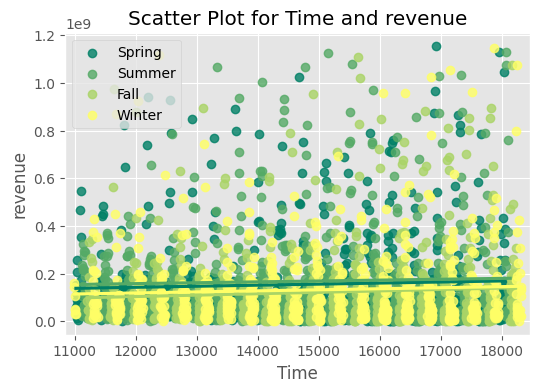 Scatter Plot for Time and revenue
1e9
Spring
Summer
Fall
Winter
1.2
1.0
0.8
0.6
0.4
0.2
0.0
revenue
11000 12000 13000 14000 15000 16000 17000 18000
Time